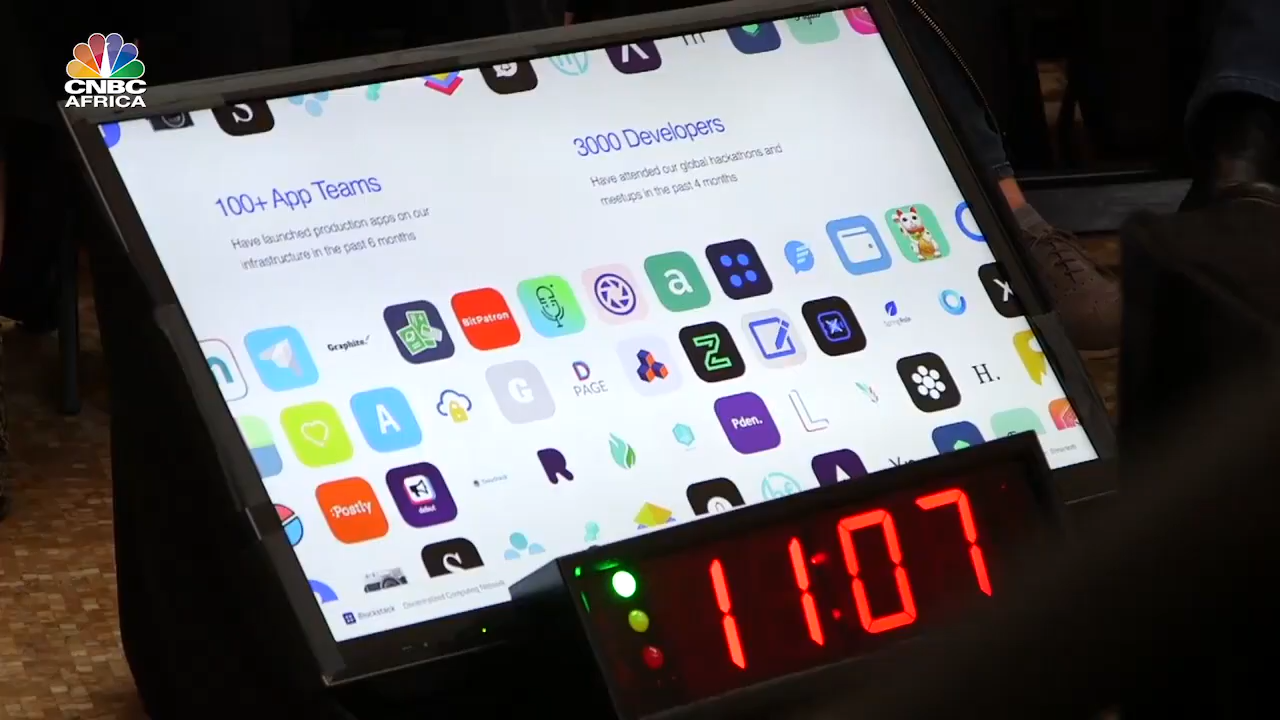 CNBC
AFRICA
100+ App Teams
Have launched production apps on our
infrastructure in the past 6 months
3000 Developers
Have attended our global hackathons and
meetups in the past 4 months
Graphite.
BitPatron
a
n
A
G
D
PAGE
Z
H.
Postly
debut
R
Pden.
L
S
S
Blockstack Decentralized Computing Network
11:07